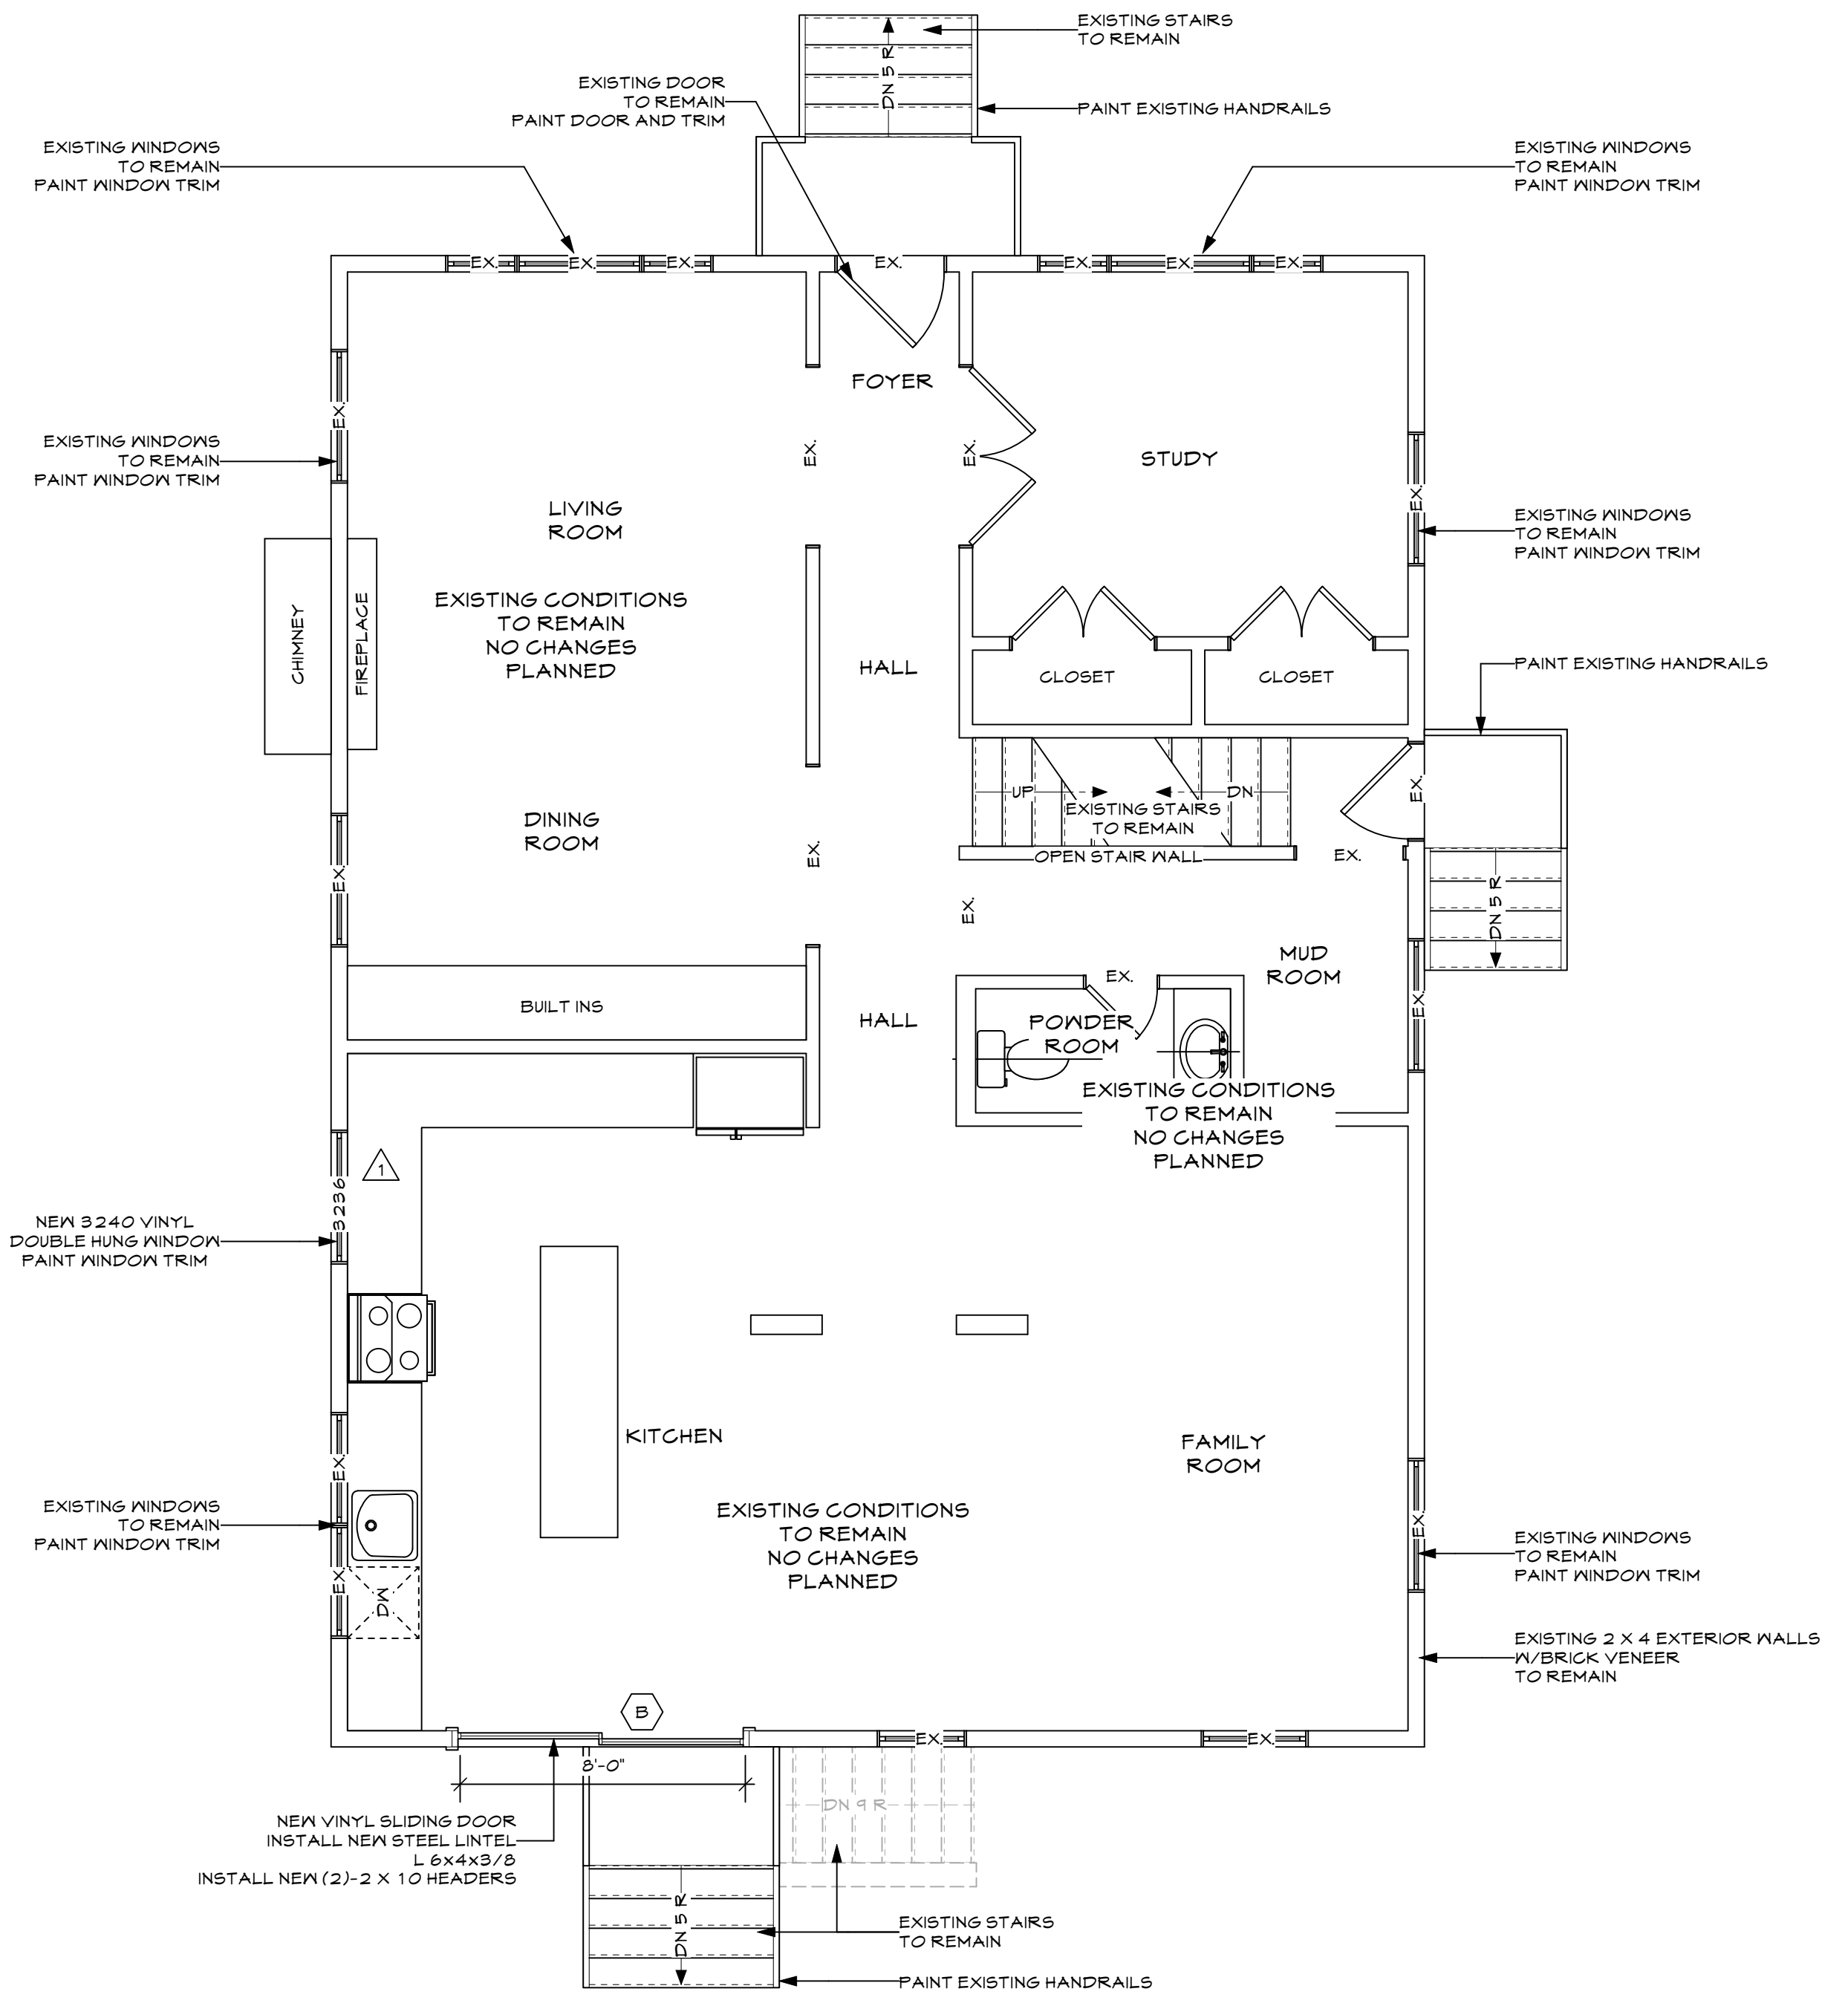 EXISTING STAIRS
TO REMAIN
DN 5 R
EXISTING DOOR
TO REMAIN
PAINT DOOR AND TRIM
PAINT EXISTING HANDRAILS
EXISTING WINDOWS
TO REMAIN
PAINT WINDOW TRIM
EXISTING WINDOWS
TO REMAIN
PAINT WINDOW TRIM
EX.
EX.
EX.
EX.
EX.
EX.
EX.
FOYER
EX.
EXISTING WINDOWS
TO REMAIN
PAINT WINDOW TRIM
EX.
EX.
STUDY
EX.
LIVING
ROOM
EXISTING WINDOWS
TO REMAIN
PAINT WINDOW TRIM
EXISTING CONDITIONS
TO REMAIN
NO CHANGES
PLANNED
CHIMNEY
FIREPLACE
HALL
CLOSET
CLOSET
PAINT EXISTING HANDRAILS
UP
DN
EX.
EXISTING STAIRS
TO REMAIN
DINING
ROOM
OPEN STAIR WALL
EX.
EX.
EX.
EX.
DN 5 R
MUD
ROOM
EX.
BUILT INS
HALL
POWDER
ROOM
EX.
EXISTING CONDITIONS
TO REMAIN
NO CHANGES
PLANNED
1
3236
NEW 3240 VINYL
DOUBLE HUNG WINDOW
PAINT WINDOW TRIM
KITCHEN
FAMILY
ROOM
EX.
EXISTING WINDOWS
TO REMAIN
PAINT WINDOW TRIM
EXISTING CONDITIONS
TO REMAIN
NO CHANGES
PLANNED
EX.
EXISTING WINDOWS
TO REMAIN
PAINT WINDOW TRIM
EX.
DW
EXISTING 2 X 4 EXTERIOR WALLS
W/BRICK VENEER
TO REMAIN
B
EX.
EX.
8'-0"
DN 9 R
NEW VINYL SLIDING DOOR
INSTALL NEW STEEL LINTEL
L 6x4x3/8
INSTALL NEW (2)-2 X 10 HEADERS
DN 5 R
EXISTING STAIRS
TO REMAIN
PAINT EXISTING HANDRAILS